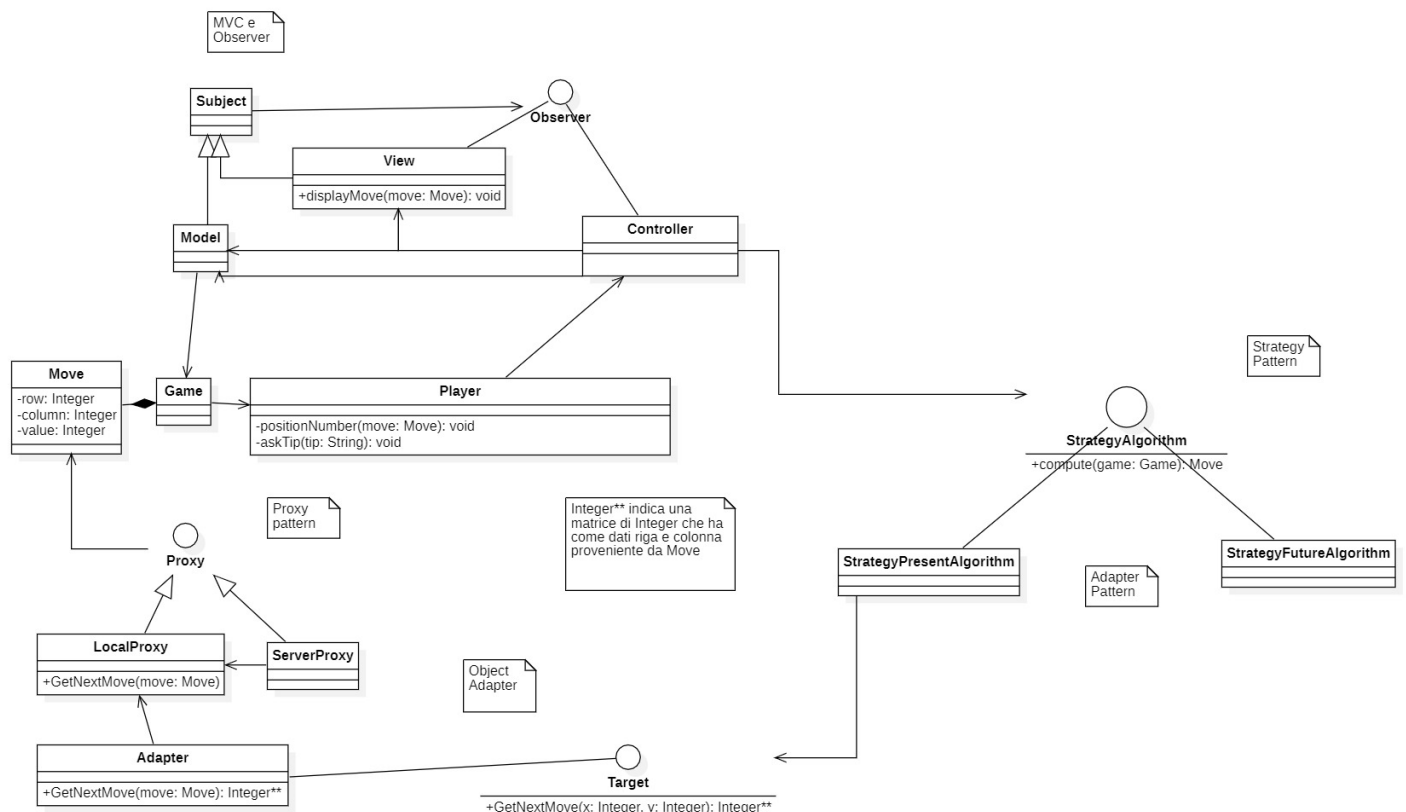 MVC e
Observer
Subject
Observer
View
+displayMove(move: Move): void
Model
Controller
Move
-row: Integer
-column: Integer
-value: Integer
Game
Player
-positionNumber(move: Move): void
-askTip(tip: String): void
Strategy
Pattern
StrategyAlgorithm
+compute(game: Game): Move
Proxy
pattern
Integer** indica una
matrice di Integer che ha
come dati riga e colonna
proveniente da Move
Proxy
StrategyPresentAlgorithm
StrategyFutureAlgorithm
Adapter
Pattern
LocalProxy
+GetNextMove(move: Move)
ServerProxy
Object
Adapter
Adapter
+GetNextMove(move: Move): Integer**
Target
+GetNextMove(x: Integer, y: Integer): Integer**